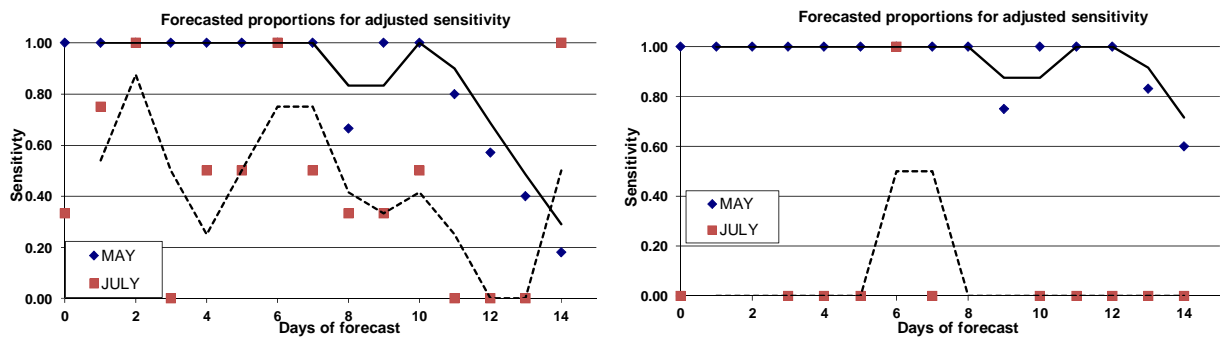 Forecasted proportions for adjusted sensitivity
1.00
0.80
0.60
0.40
0.20
0.00
Sensitivty
MAY
JULY
0 2 4 6 8 10 12 14
Days of forecast
Forecasted proportions for adjusted sensitivity
1.00
0.80
0.60
0.40
0.20
0.00
Sensitivty
MAY
JULY
0 2 4 6 8 10 12 14
Days of forecast